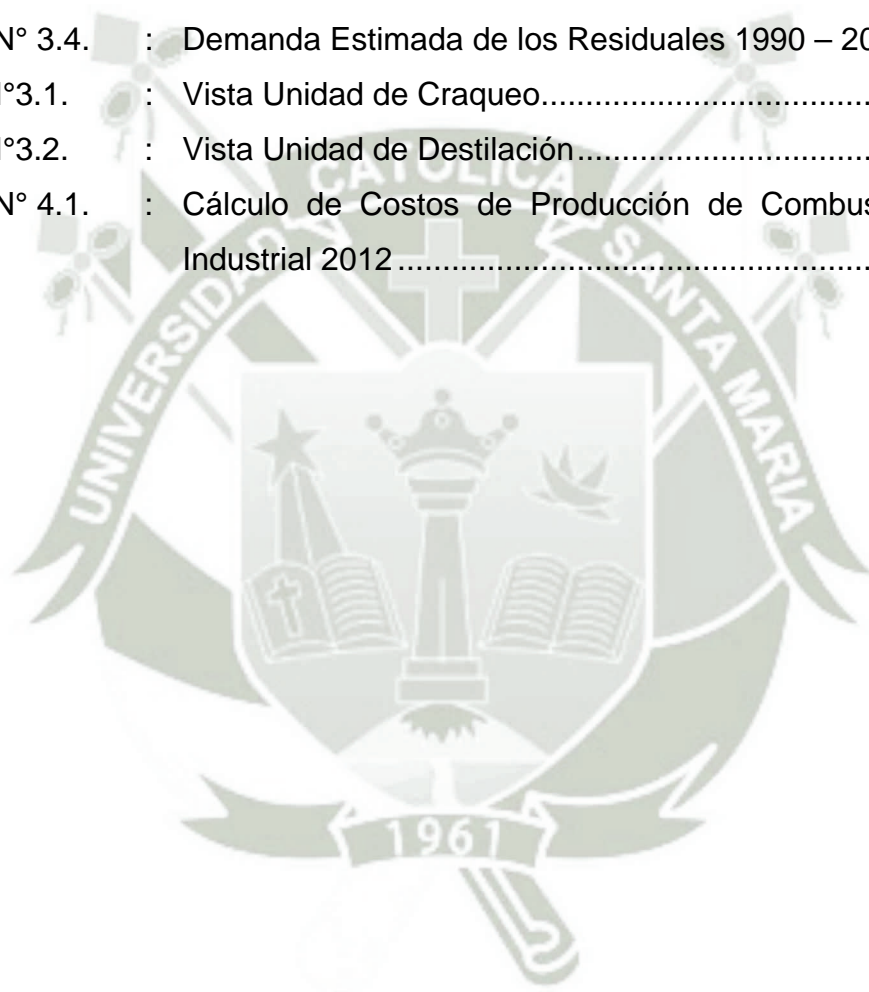 N° 3.4. : Demanda Estimada de los Residuales 1990 – 20
°3.1. : Vista Unidad de Craqueo....................................
°3.2. : Vista Unidad de Destilación................................
N° 4.1. : Cálculo de Costos de Producción de Combus
Industrial 2012....................................................
UNIVERSIDAD CATOLICA SANTA MARIA
1961